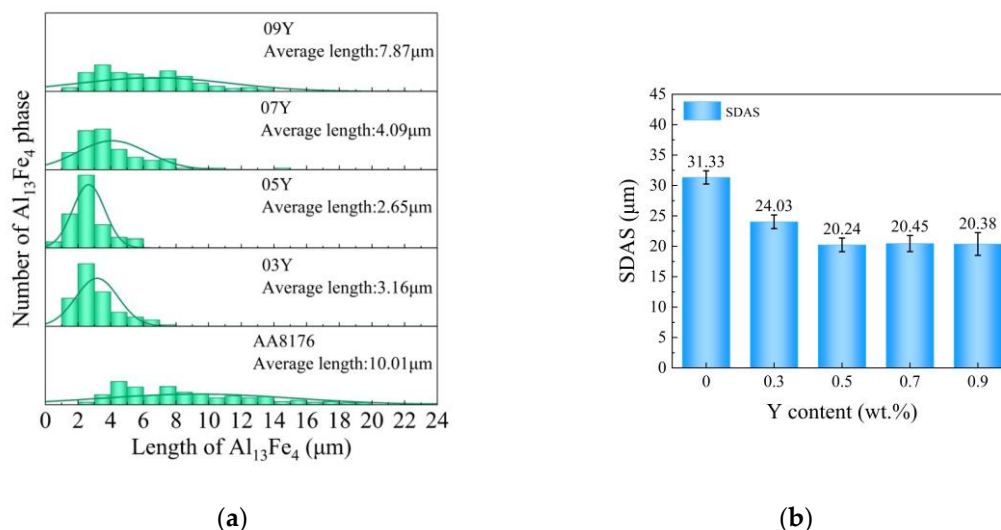 Number of Al₁₃Fe₄ phase
09Y
Average length:7.87μm
07Y
Average length:4.09μm
05Y
Average length:2.65μm
03Y
Average length:3.16μm
AA8176
Average length:10.01μm
0 2 4 6 8 10 12 14 16 18 20 22 24
Length of Al₁₃Fe₄ (μm)
(a)
SDAS (μm)
45
40
35
30
25
20
15
10
5
0
SDAS
31.33
24.03
20.24
20.45
20.38
0 0.3 0.5 0.7 0.9
Y content (wt.%)
(b)